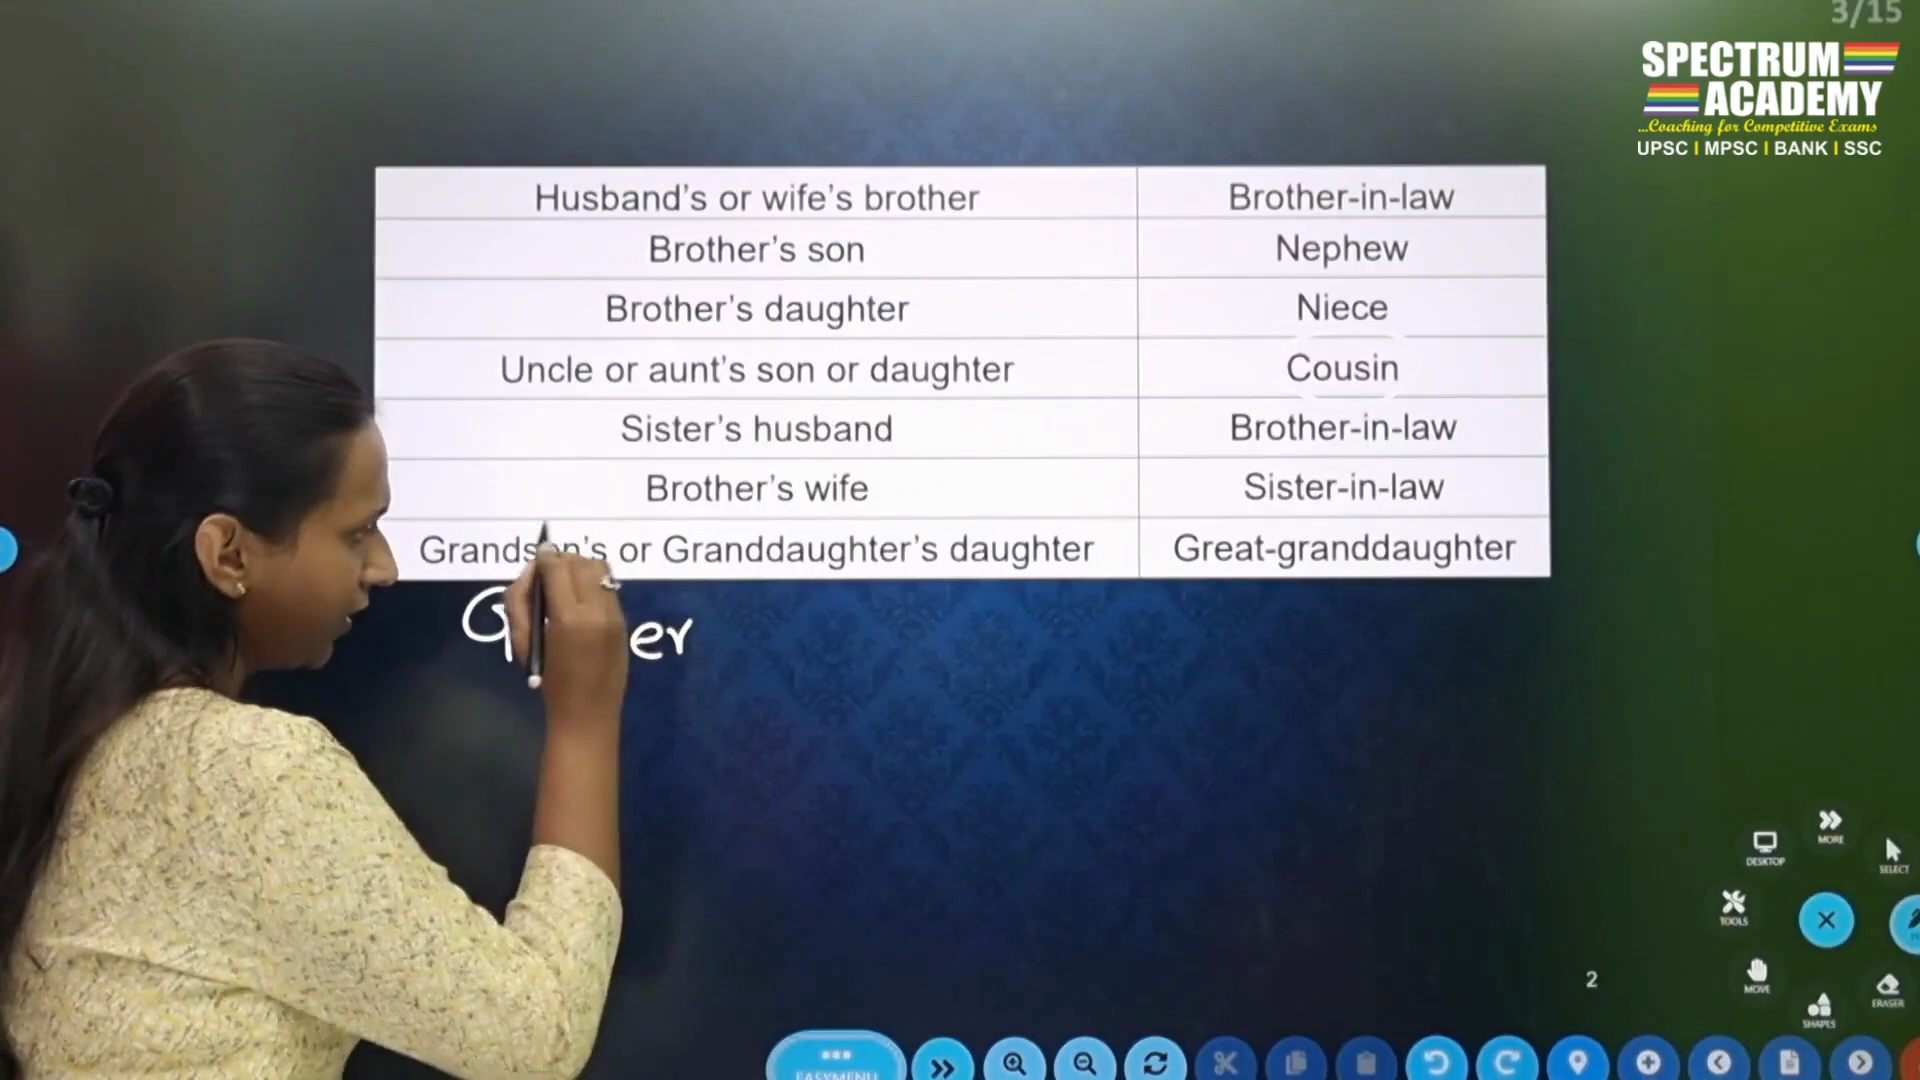 3/15
SPECTRUM
ACADEMY
...Coaching for Competitive Exams
UPSC | MPSC | BANK | SSC
Husband's or wife's brother Brother-in-law
Brother's son Nephew
Brother's daughter Niece
Uncle or aunt's son or daughter Cousin
Sister's husband Brother-in-law
Brother's wife Sister-in-law
or Granddaughter's daughter Great-granddaughter
MORE
DESKTOP
SELECT
TOOLS
MOVE
ERASER
SHAPES
2
EASYMENU